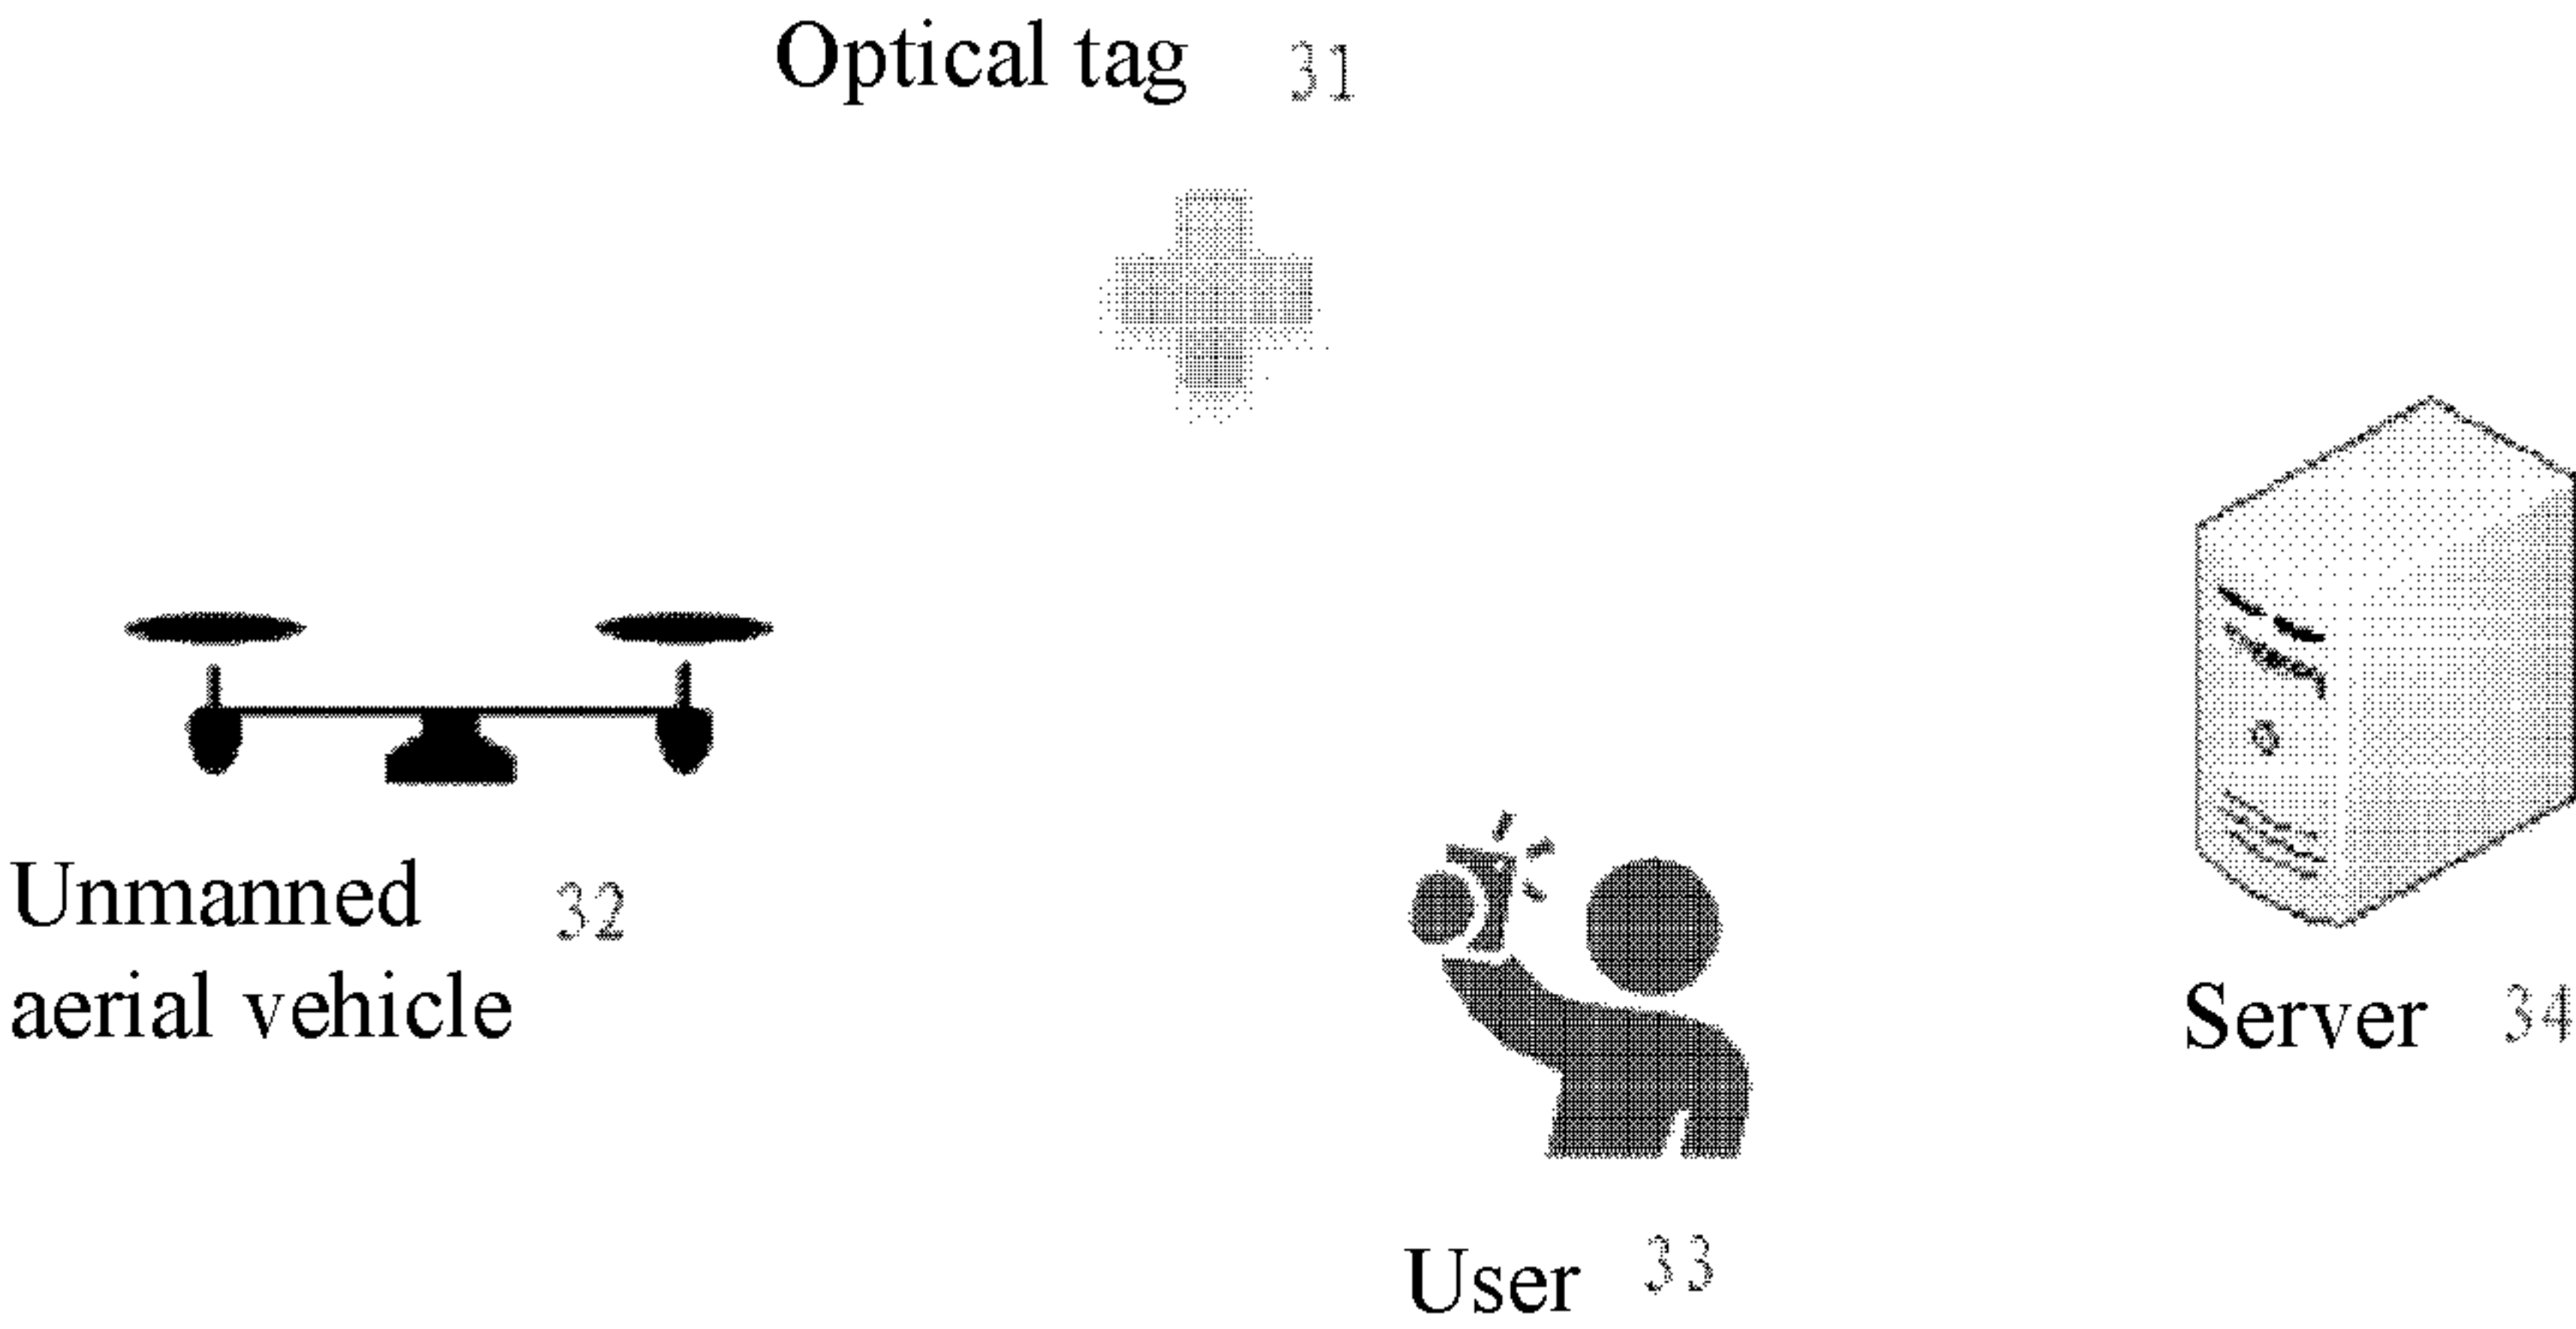 Optical tag 31
Unmanned 32
aerial vehicle
Server 34
User 33